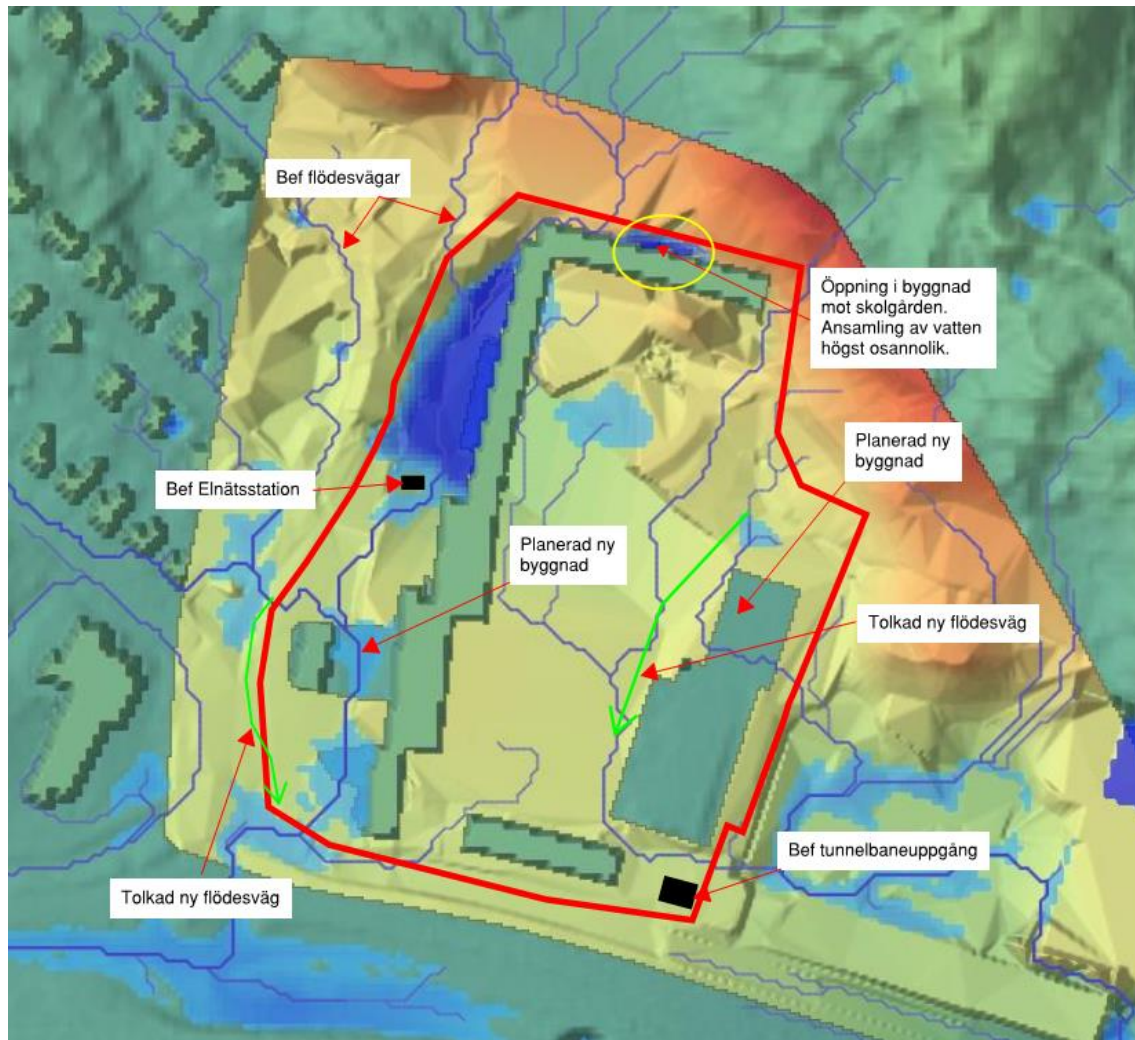 Bef flödesvägar
Öppning i byggnad
mot skolgården.
Ansamling av vatten
högst osannolik.
Planerad ny
byggnad
Bef Elnätsstation
Planerad ny
byggnad
Tolkad ny flödesväg
Bef tunnelbaneuppgång
Tolkad ny flödesväg